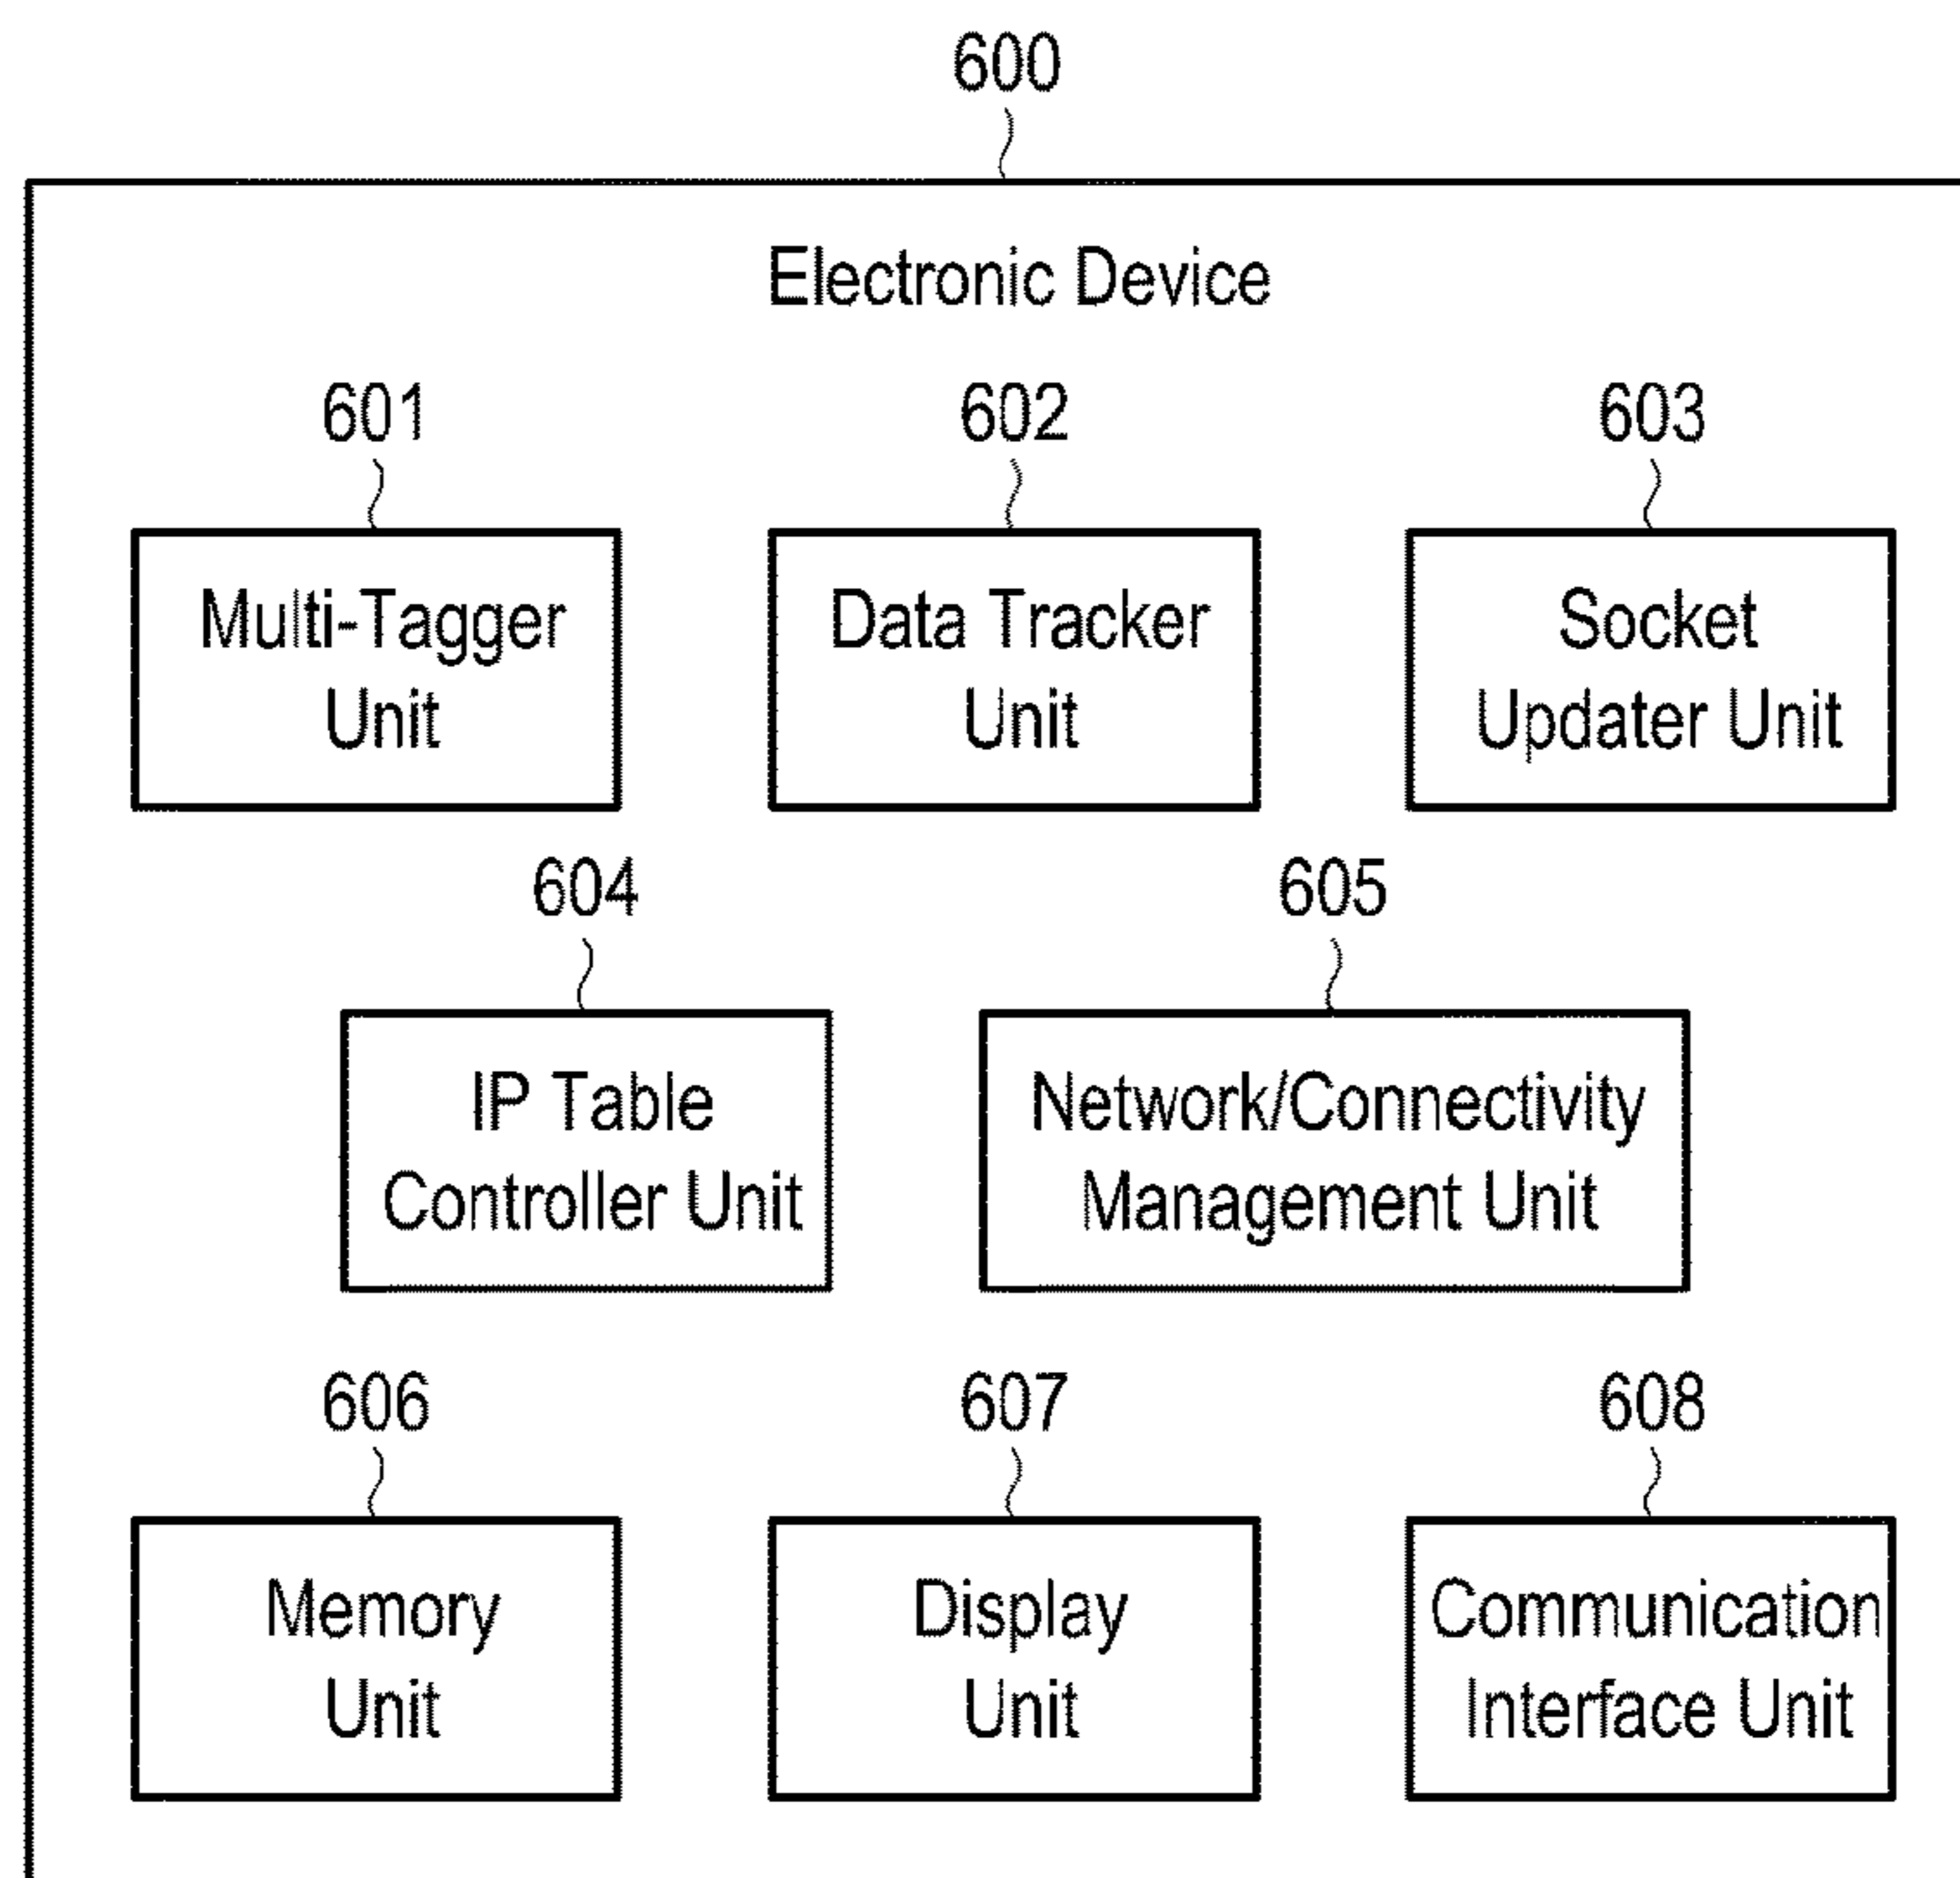 600
Electronic Device
601
602
603
Multi-Tagger
Unit
Data Tracker
Unit
Socket
Updater Unit
604
605
IP Table
Controller Unit
Network/Connectivity
Management Unit
606
607
608
Memory
Unit
Display
Unit
Communication
Interface Unit